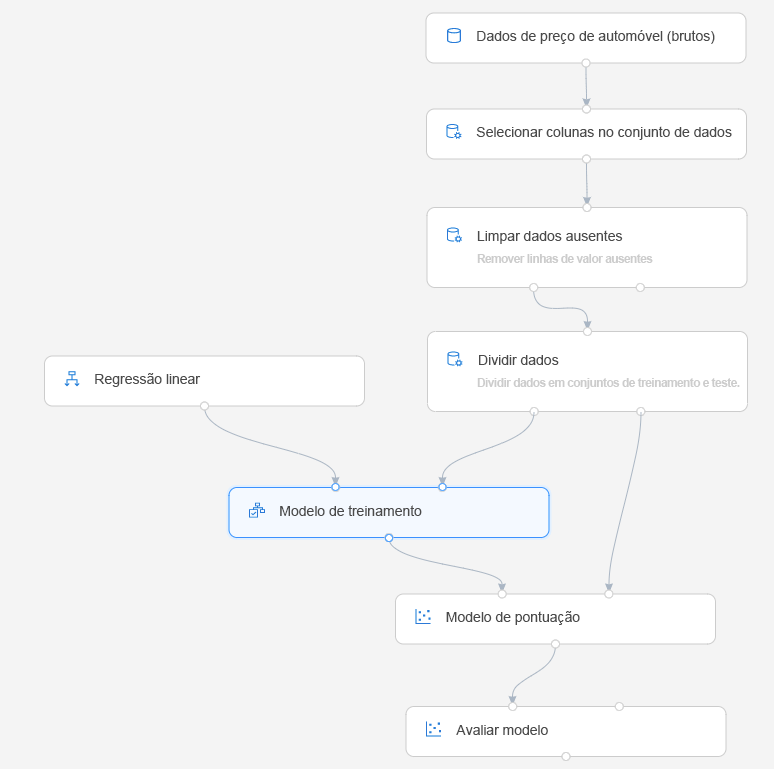 Dados de preço de automóvel (brutos)
Selecionar colunas no conjunto de dados
Limpar dados ausentes
Remover linhas de valor ausentes
Dividir dados
Dividir dados em conjuntos de treinamento e teste.
Regressão linear
Modelo de treinamento
Modelo de pontuação
Avaliar modelo